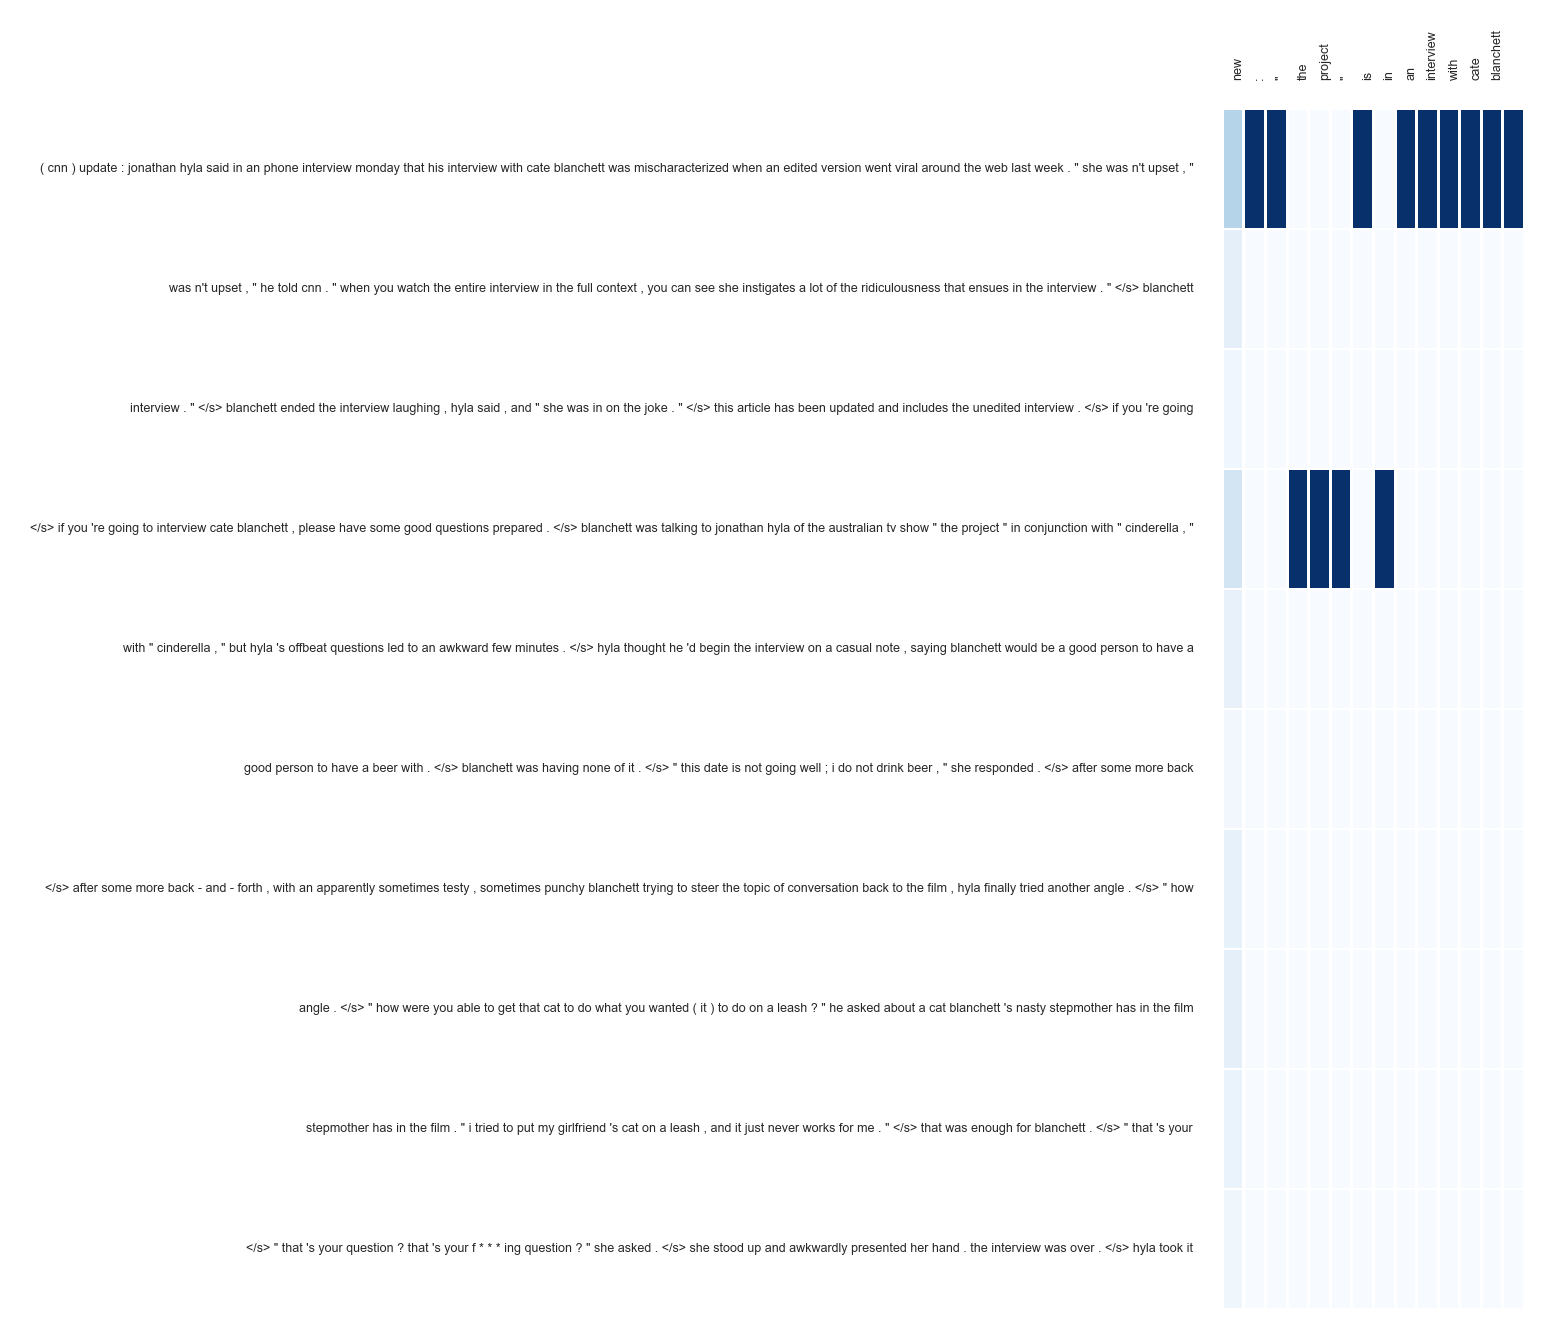 new
:
"
the
project
"
is
in
an
interview
with
cate
blanchett
( cnn ) update : jonathan hyla said in an phone interview monday that his interview with cate blanchett was mischaracterized when an edited version went viral around the web last week . " she was n't upset , "
was n't upset , " he told cnn . " when you watch the entire interview in the full context , you can see she instigates a lot of the ridiculousness that ensues in the interview . " </s> blanchett
interview . " </s> blanchett ended the interview laughing , hyla said , and " she was in on the joke . " </s> this article has been updated and includes the unedited interview . </s> if you 're going
</s> if you 're going to interview cate blanchett , please have some good questions prepared . </s> blanchett was talking to jonathan hyla of the australian tv show " the project " in conjunction with " cinderella , "
with " cinderella , " but hyla 's offbeat questions led to an awkward few minutes . </s> hyla thought he 'd begin the interview on a casual note , saying blanchett would be a good person to have a
good person to have a beer with . </s> blanchett was having none of it . </s> " this date is not going well ; i do not drink beer , " she responded . </s> after some more back
</s> after some more back - and - forth , with an apparently sometimes testy , sometimes punchy blanchett trying to steer the topic of conversation back to the film , hyla finally tried another angle . </s> " how
angle . </s> " how were you able to get that cat to do what you wanted ( it ) to do on a leash ? " he asked about a cat blanchett 's nasty stepmother has in the film
stepmother has in the film . " i tried to put my girlfriend 's cat on a leash , and it just never works for me . " </s> that was enough for blanchett . </s> " that 's your
</s> " that 's your question ? that 's your f * * * ing question ? " she asked . </s> she stood up and awkwardly presented her hand . the interview was over . </s> hyla took it